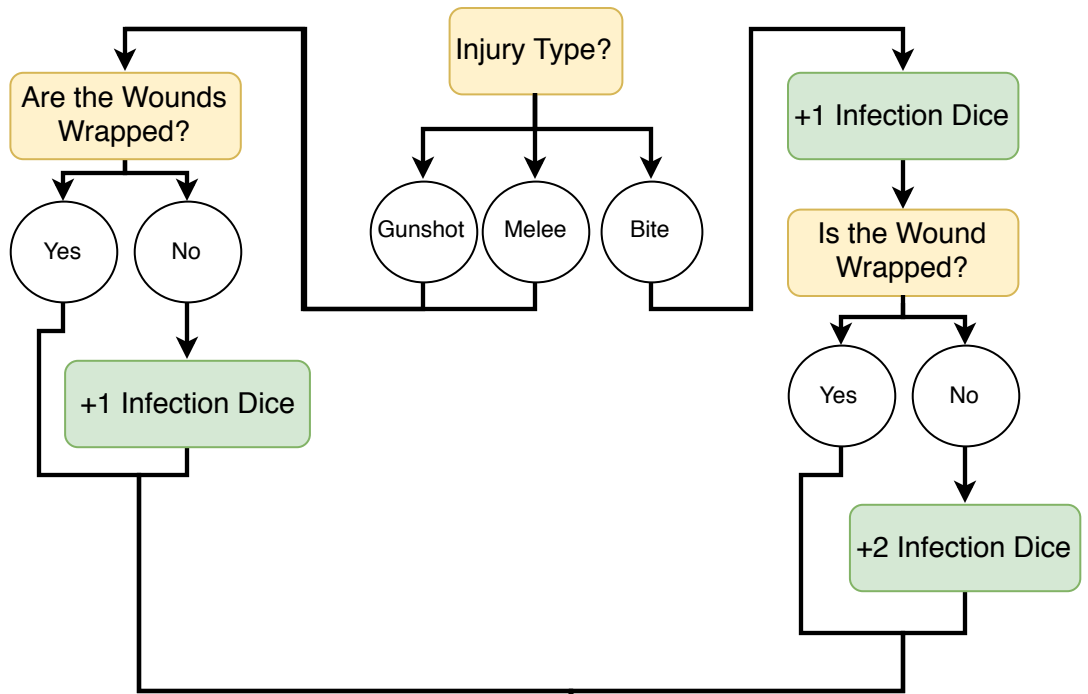 Injury Type?
Are the Wounds
Wrapped?
+1 Infection Dice
Gunshot
Melee
Bite
Yes
No
Is the Wound
Wrapped?
+1 Infection Dice
Yes
No
+2 Infection Dice